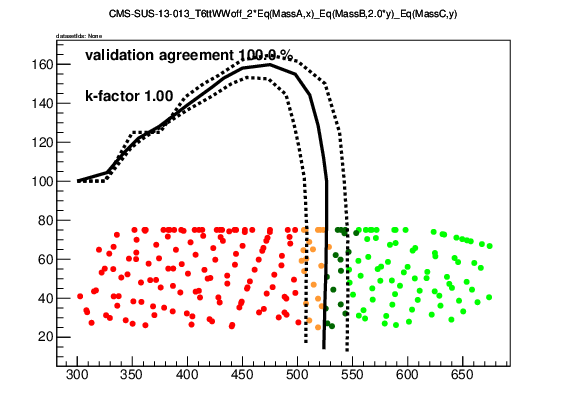 CMS-SUS-13-013_T6ttWWoff_2*Eq(MassA,x)_Eq(MassB,2.0*y)_Eq(MassC,y)
datasetIds: None
validation agreement 100.0 %
k-factor 1.00
160
140
120
100
80
60
40
20
300 350 400 450 500 550 600 650